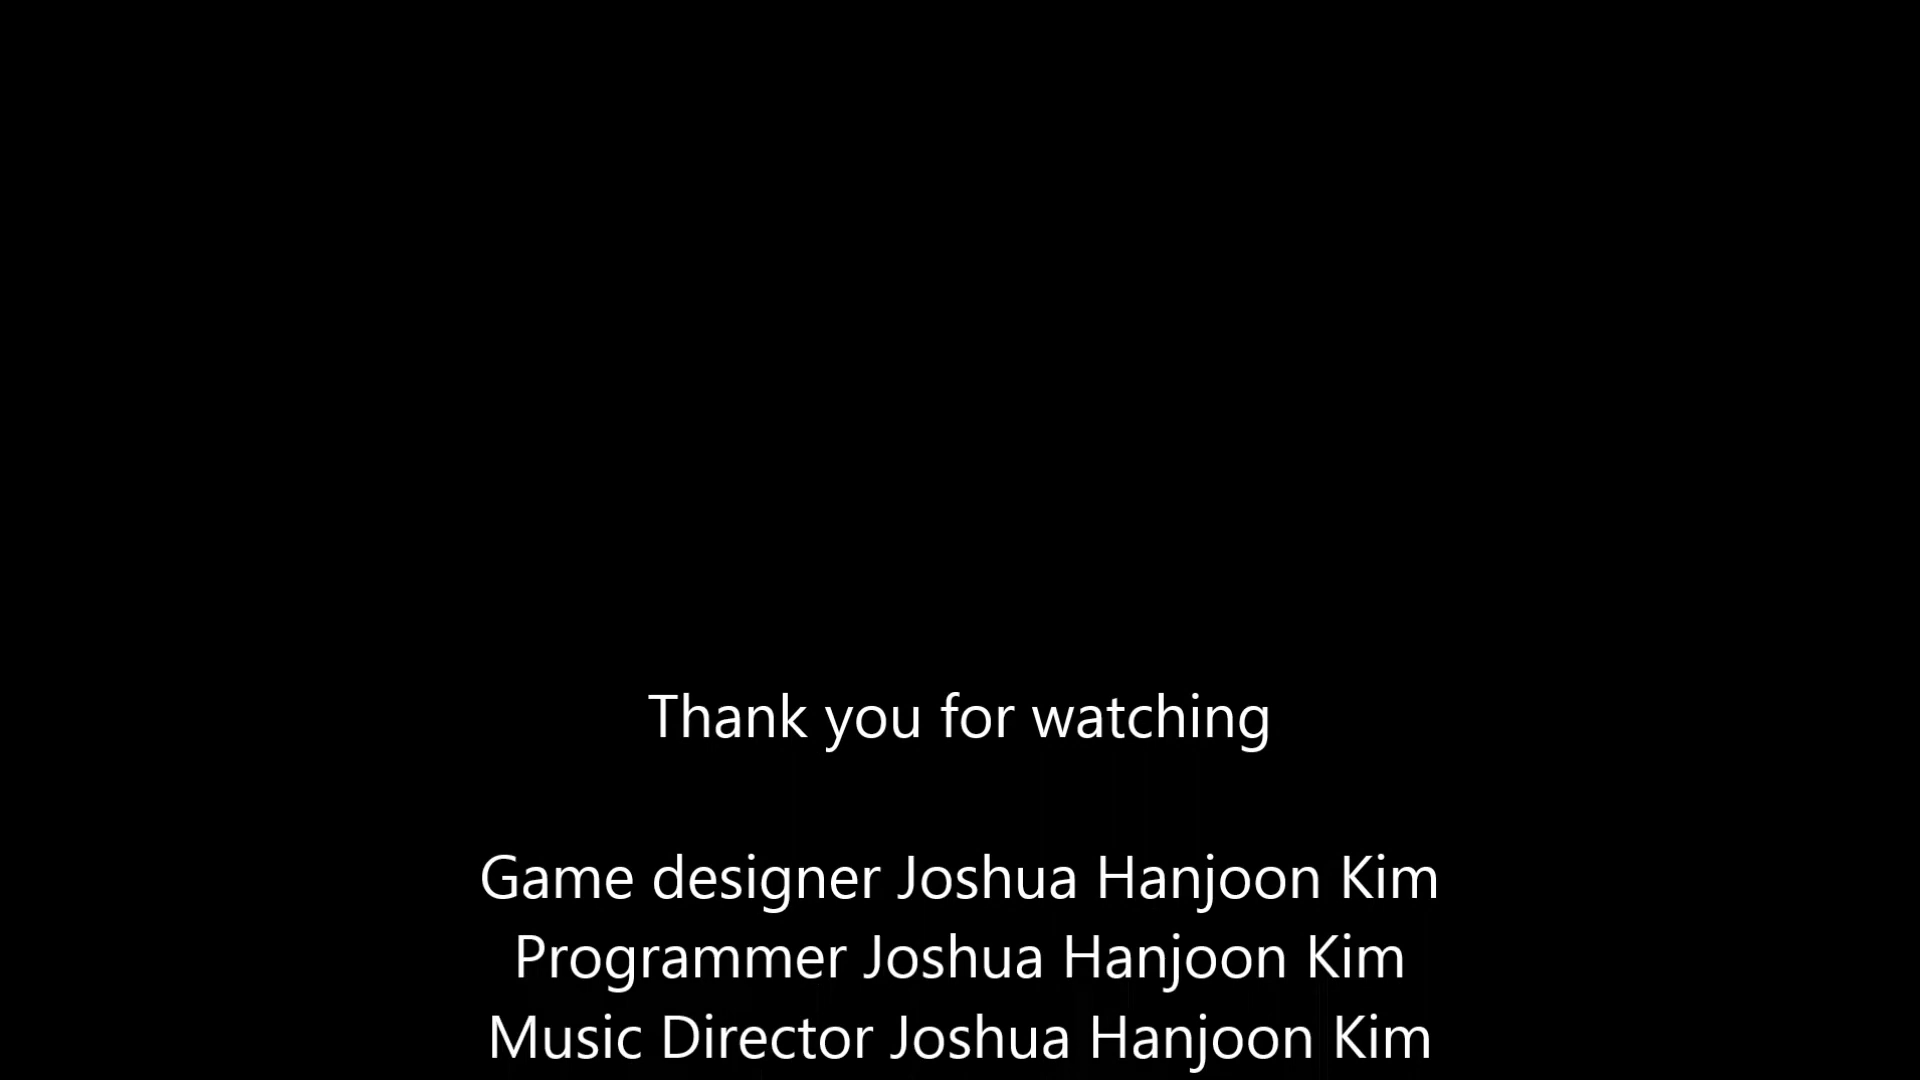 Thank you for watching
Game designer Joshua Hanjoon Kim
Programmer Joshua Hanjoon Kim
Music Director Joshua Hanjoon Kim